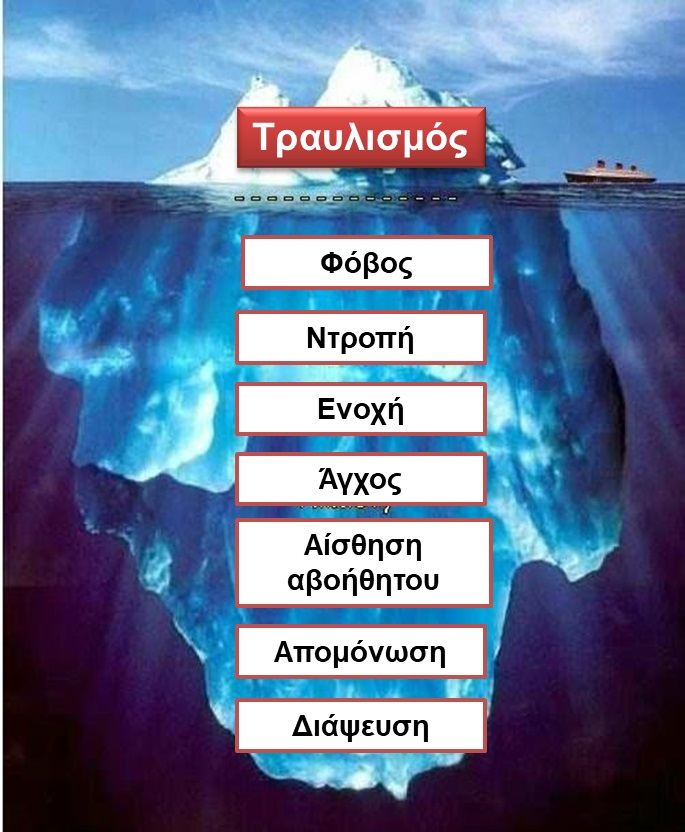 Τραυλισμός
Φόβος
Ντροπή
Ενοχή
Άγχος
Αίσθηση
αβοήθητου
Απομόνωση
Διάψευση